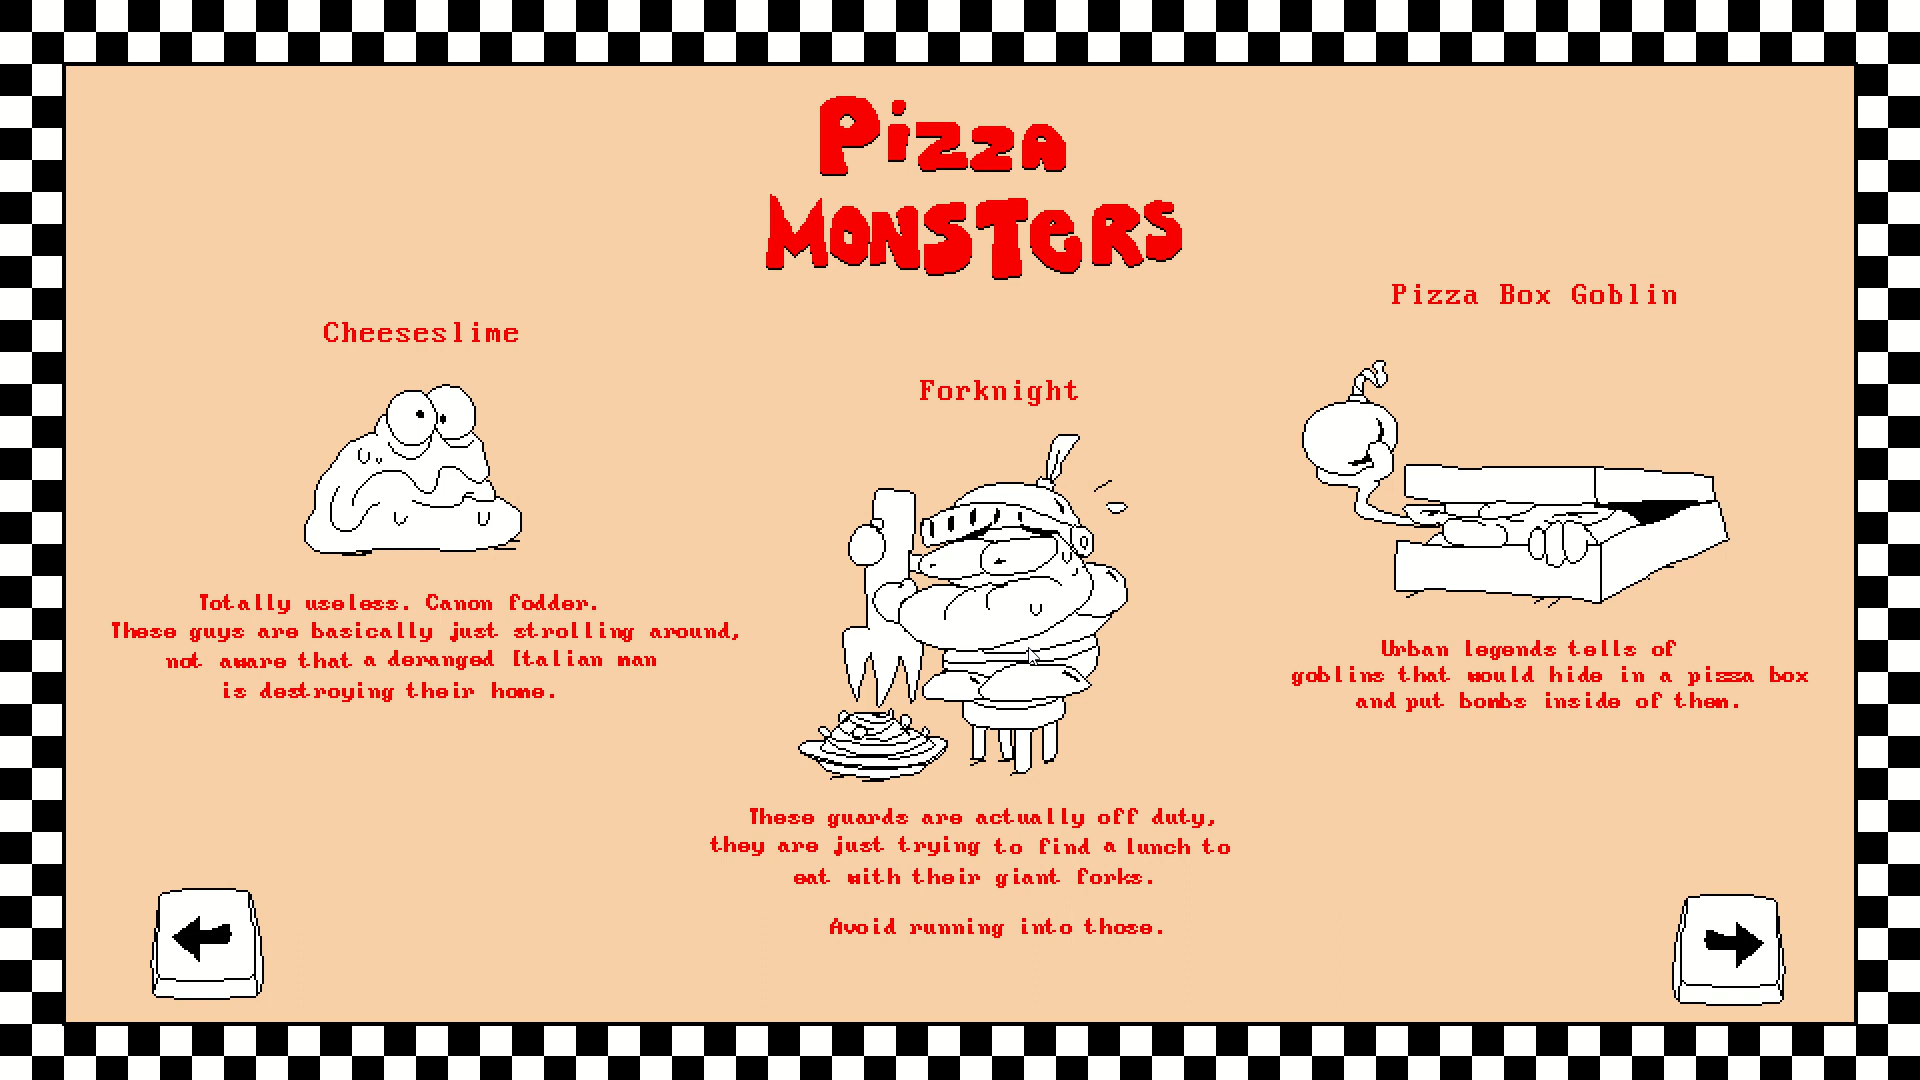 Pizza
MONSTeRS
Cheeseslime
Totally useless. Canon fodder.
These guys are basically just strolling around,
not aware that a deranged Italian man
is destroying their home.
Forknight
These guards are actually off duty,
they are just trying to find a lunch to
eat with their giant forks.
Avoid running into those.
Pizza Box Goblin
Urban legends tells of
goblins that would hide in a pizza box
and put bombs inside of them.